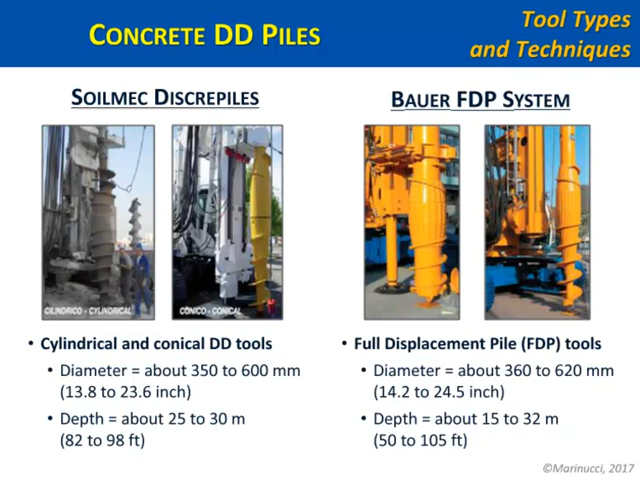 CONCRETE DD PILES
Tool Types
and Techniques
SOILMEC DISCREPILES
BAUER FDP SYSTEM
CILINDRICO - CYLINDRICAL
CONICO - CONICAL
• Cylindrical and conical DD tools
• Diameter = about 350 to 600 mm
(13.8 to 23.6 inch)
• Depth = about 25 to 30 m
(82 to 98 ft)
• Full Displacement Pile (FDP) tools
• Diameter = about 360 to 620 mm
(14.2 to 24.5 inch)
• Depth = about 15 to 32 m
(50 to 105 ft)
©Marinucci, 2017